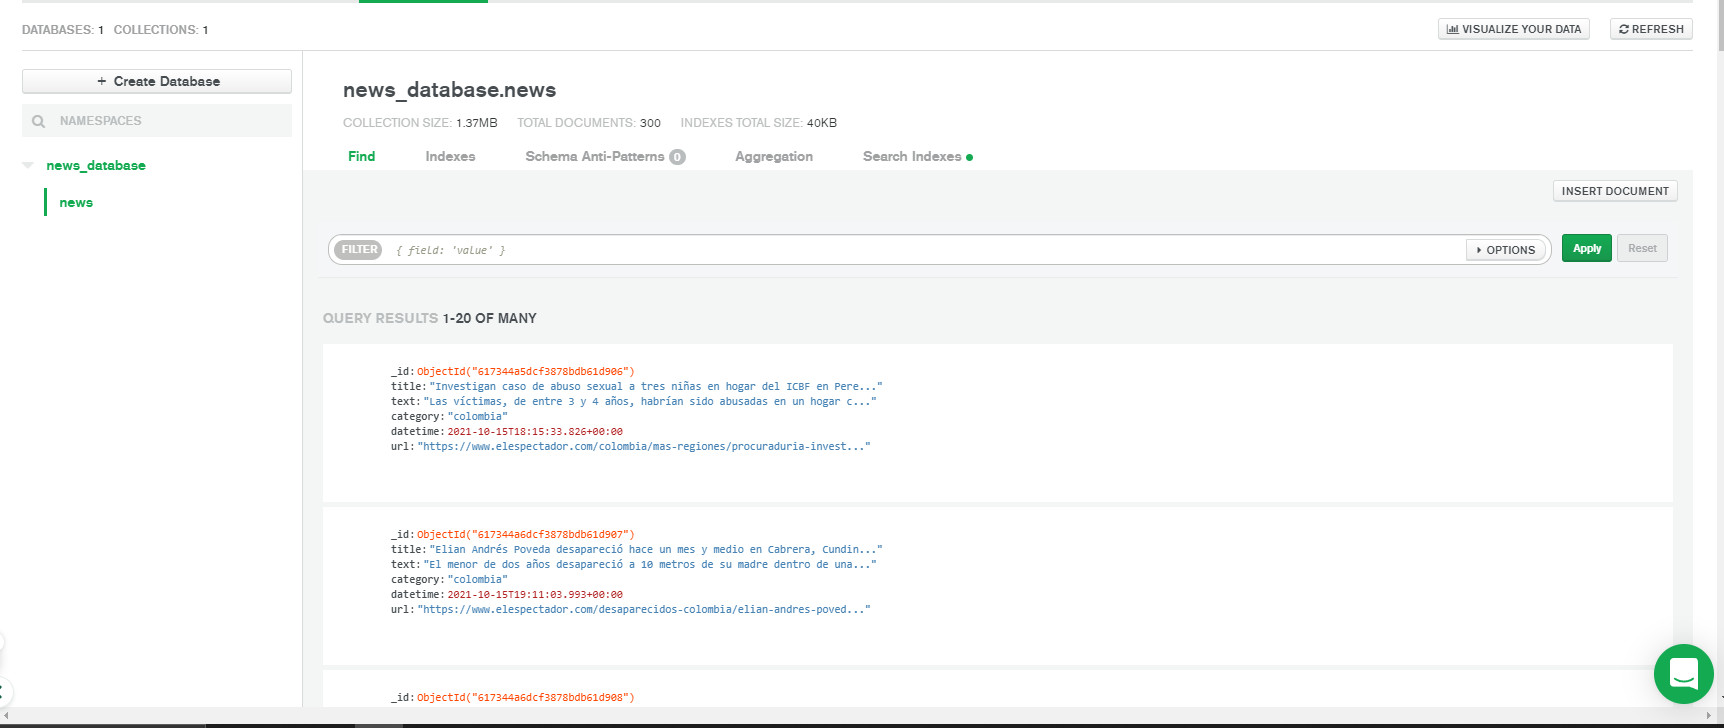 DATABASES: 1 COLLECTIONS: 1
VISUALIZE YOUR DATA
REFRESH
+ Create Database
NAMESPACES
news_database
news
news_database.news
COLLECTION SIZE: 1.37MB TOTAL DOCUMENTS: 300 INDEXES TOTAL SIZE: 40KB
Find Indexes Schema Anti-Patterns 0 Aggregation Search Indexes
INSERT DOCUMENT
FILTER { field: 'value' } OPTIONS Apply Reset
QUERY RESULTS 1-20 OF MANY
_id: ObjectId("617344a5dcf3878bdb61d906")
title: "Investigan caso de abuso sexual a tres niñas en hogar del ICBF en Pere..."
text: "Las víctimas, de entre 3 y 4 años, habrían sido abusadas en un hogar c..."
category: "colombia"
datetime: 2021-10-15T18:15:33.826+00:00
url: "https://www.elespectador.com/colombia/mas-regiones/procuraduria-invest..."
_id: ObjectId("617344a6dcf3878bdb61d907")
title: "Elian Andrés Poveda desapareció hace un mes y medio en Cabrera, Cundin..."
text: "El menor de dos años desapareció a 10 metros de su madre dentro de una..."
category: "colombia"
datetime: 2021-10-15T19:11:03.993+00:00
url: "https://www.elespectador.com/desaparecidos-colombia/elian-andres-poved..."
_id: ObjectId("617344a6dcf3878bdb61d908")